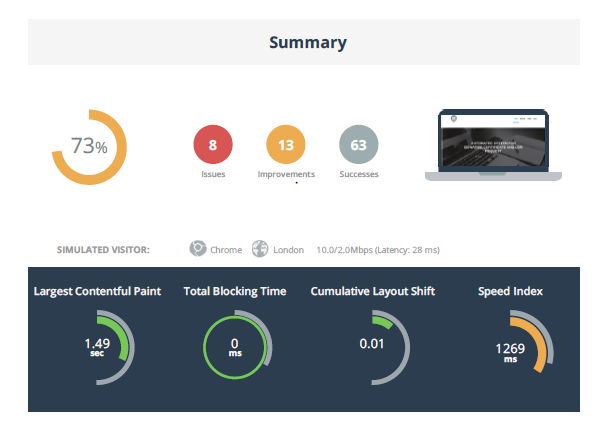 Summary
73%
8 13 63
Issues Improvements Successes
SIMULATED VISITOR: Chrome London 10.0/2.0Mbps (Latency: 28 ms)
Largest Contentful Paint Total Blocking Time Cumulative Layout Shift Speed Index
1.49 0 0.01 1269
sec ms ms